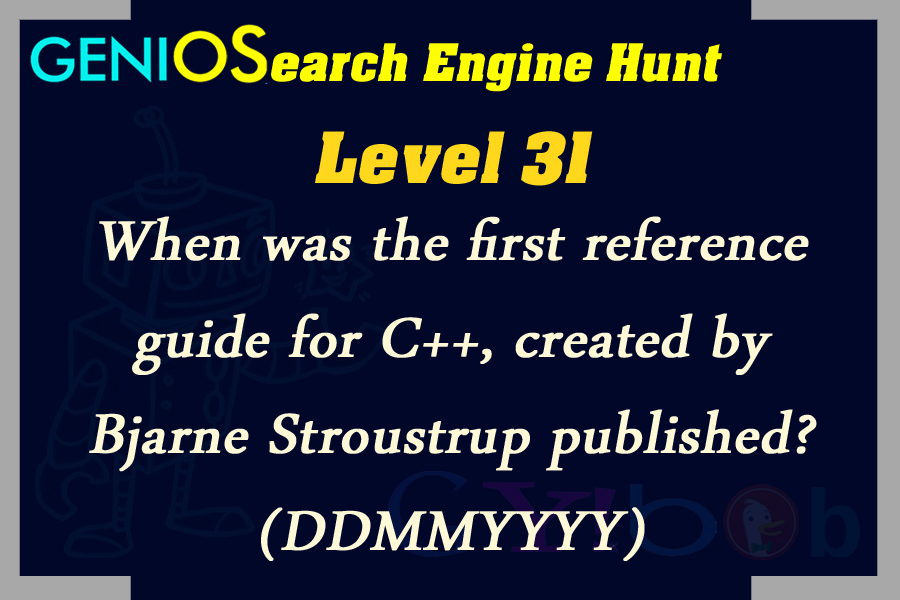 GENIOSearch Engine Hunt
Level 31
When was the first reference
guide for C++, created by
Bjarne Stroustrup published?
(DDMMYYYY)